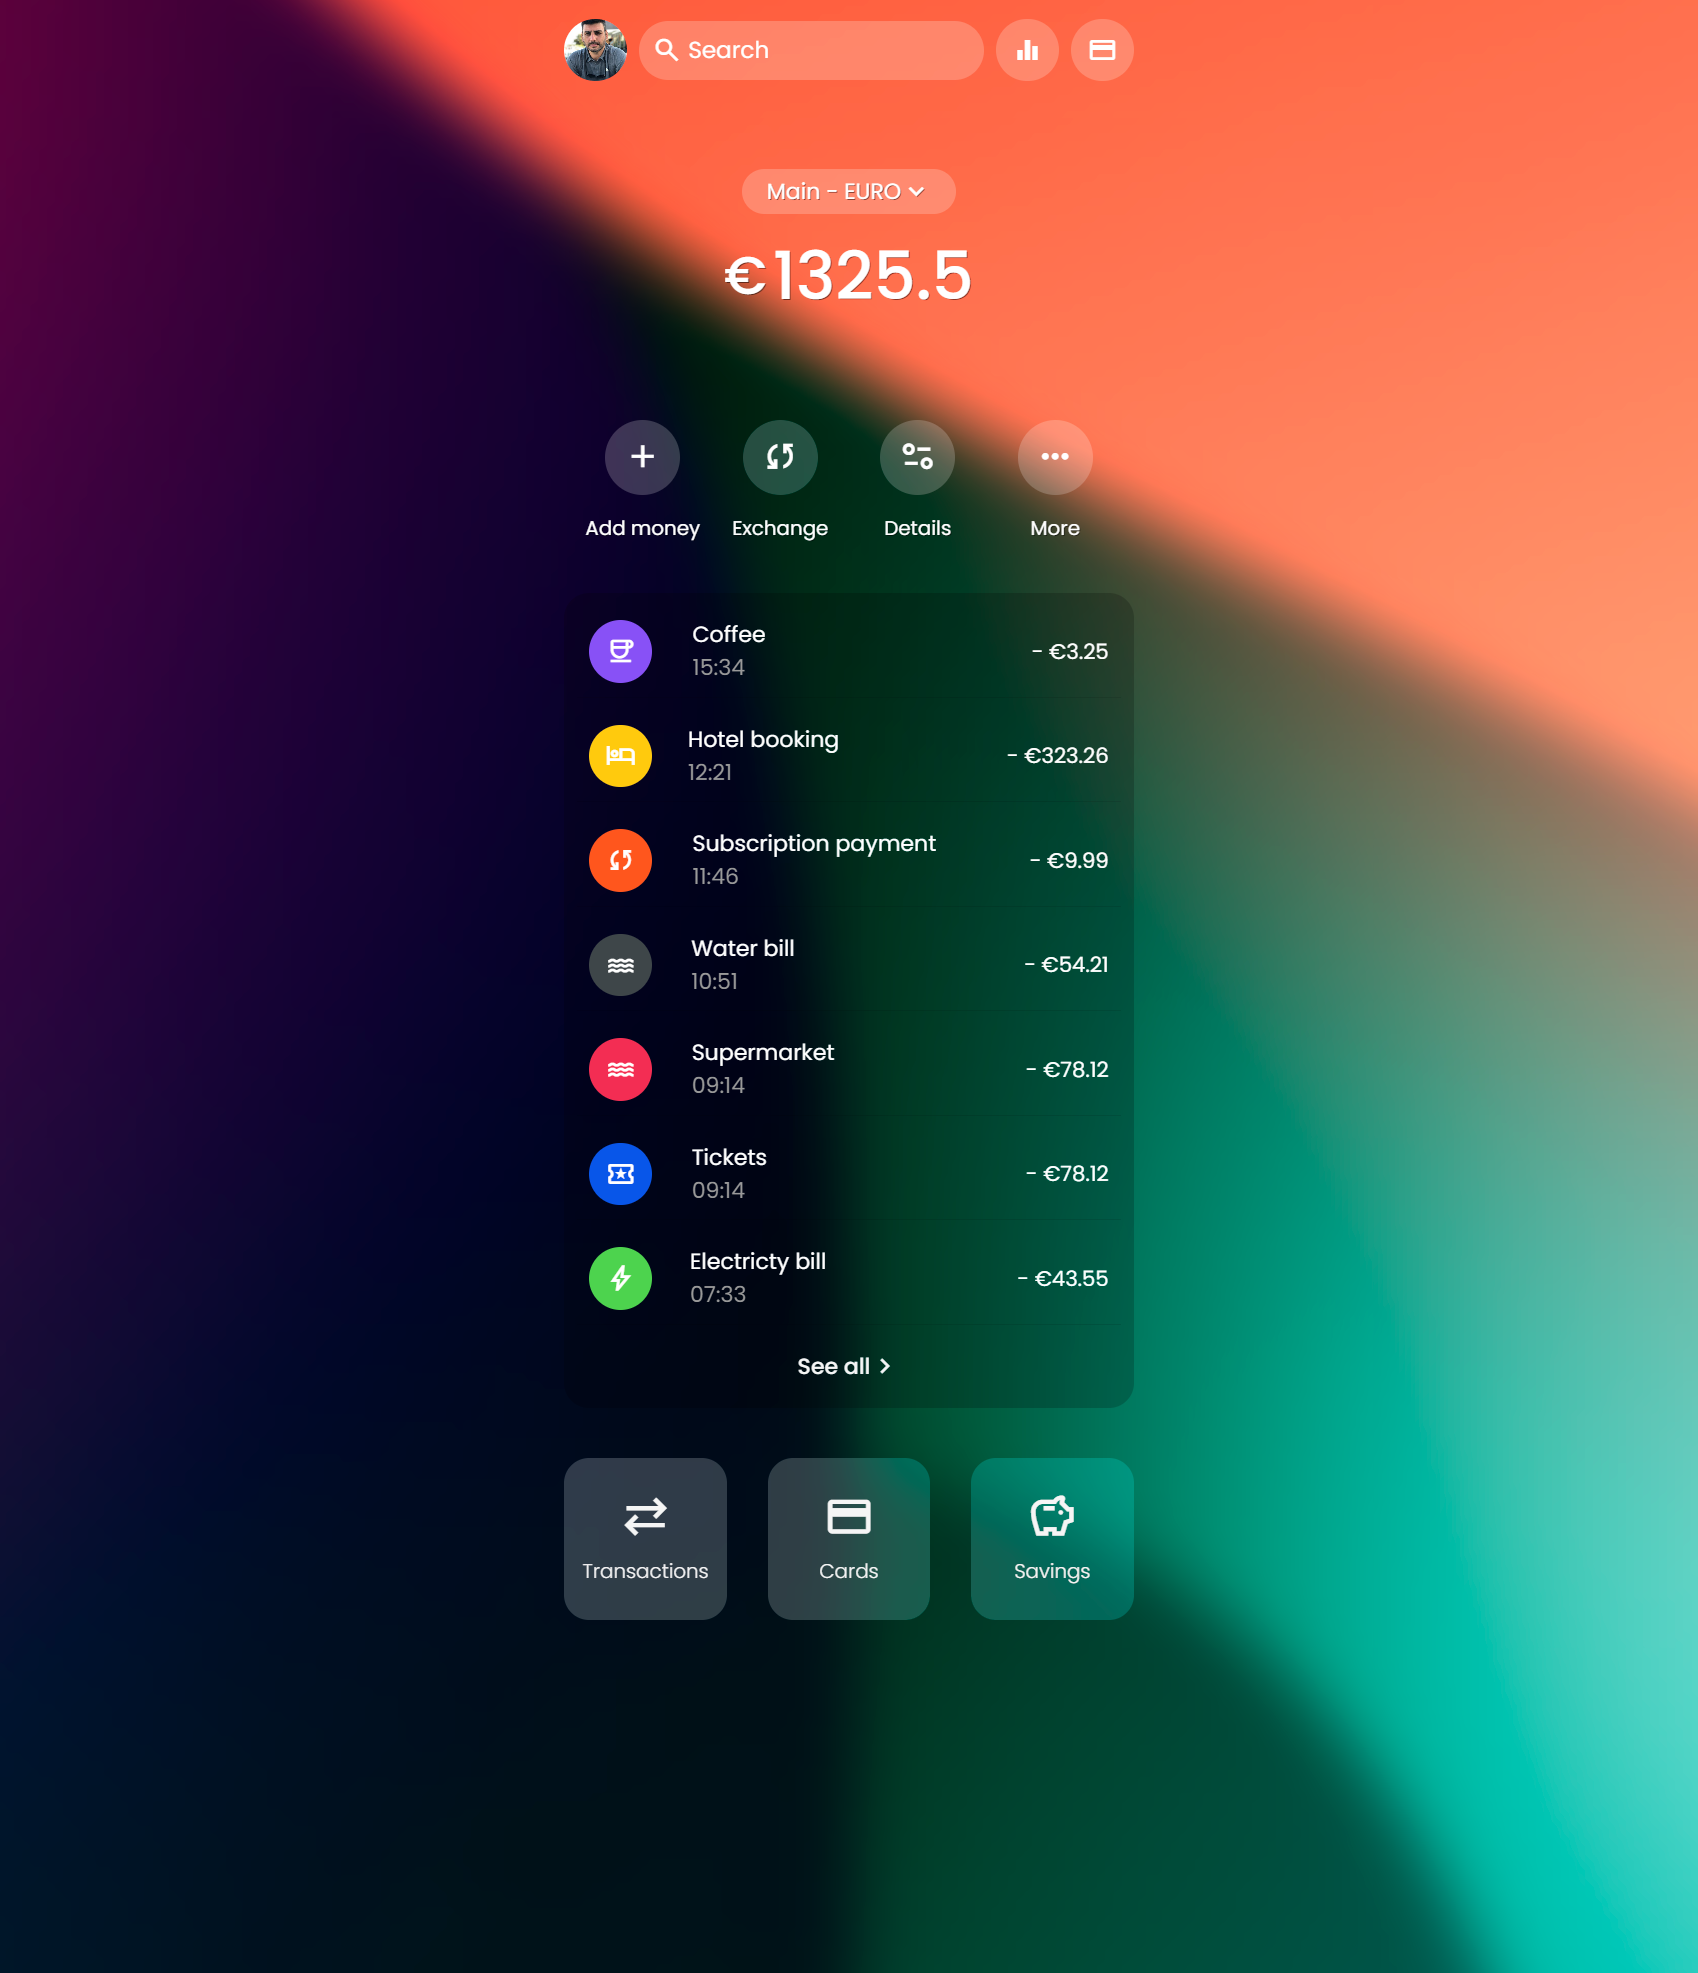 Search
Main - EURO
€1325.5
Add money
Exchange
Details
More
Coffee
15:34
- €3.25
Hotel booking
12:21
- €323.26
Subscription payment
11:46
- €9.99
Water bill
10:51
- €54.21
Supermarket
09:14
- €78.12
Tickets
09:14
- €78.12
Electricty bill
07:33
- €43.55
See all
Transactions
Cards
Savings